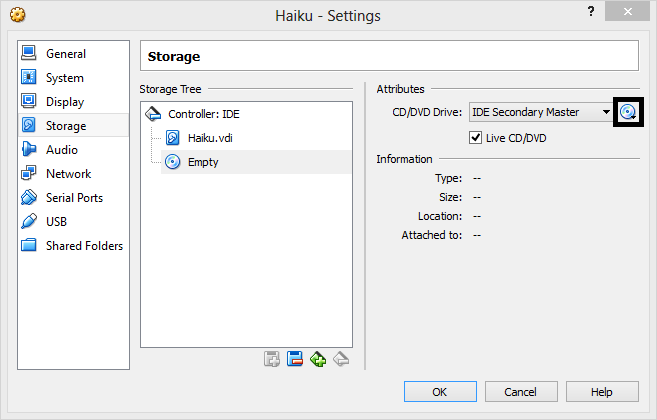 Haiku - Settings
?
×
General
System
Display
Storage
Audio
Network
Serial Ports
USB
Shared Folders
Storage
Storage Tree
Controller: IDE
Haiku.vdi
Empty
Attributes
CD/DVD Drive: IDE Secondary Master
Live CD/DVD
Information
Type: --
Size: --
Location: --
Attached to: --
OK Cancel Help